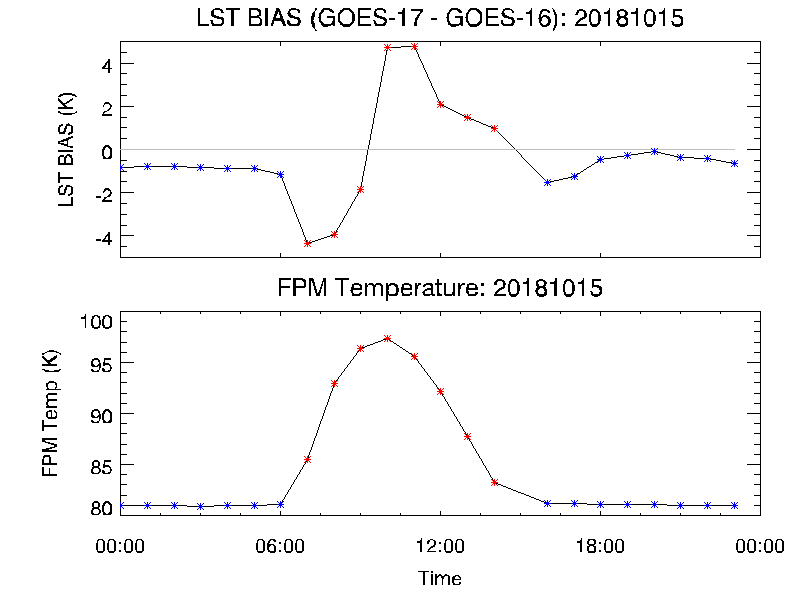 LST BIAS (GOES-17 - GOES-16): 20181015
4
2
0
-2
-4
LST BIAS (K)
FPM Temperature: 20181015
100
95
90
85
80
FPM Temp (K)
00:00 06:00 12:00 18:00 00:00
Time